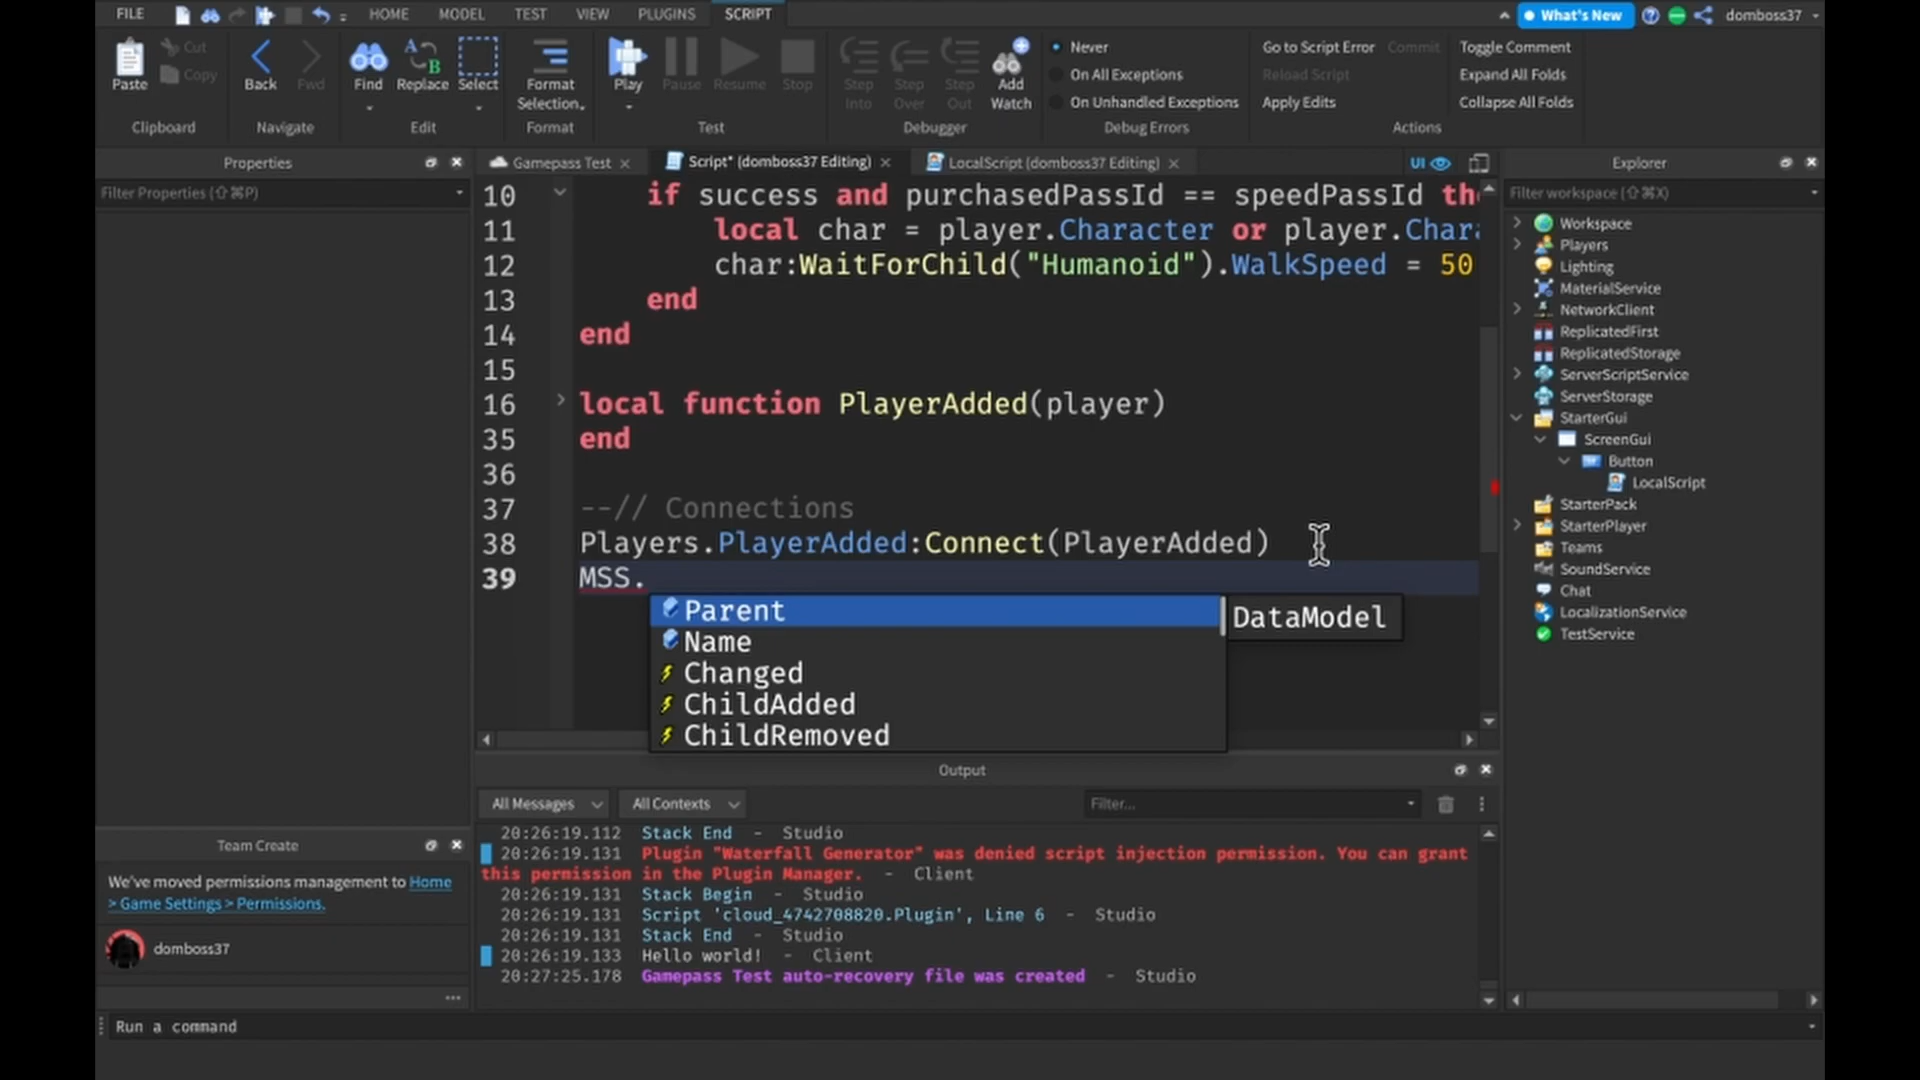 FILE
HOME
MODEL
TEST
VIEW
PLUGINS
SCRIPT
What's New
domboss37
Paste
Cut
Copy
Clipboard
Back
Fwd
Navigate
Find
Replace
Select
Edit
Format
Selection
Format
Play
Pause
Resume
Stop
Test
Step
Into
Step
Over
Step
Out
Add
Watch
Debugger
Never
On All Exceptions
On Unhandled Exceptions
Debug Errors
Go to Script Error
Commit
Reload Script
Apply Edits
Toggle Comment
Expand All Folds
Collapse All Folds
Actions
Properties
Filter Properties (⇧⌘P)
Gamepass Test
Script* (domboss37 Editing)
LocalScript (domboss37 Editing)
UI
10 if success and purchasedPassId == speedPassId the
11 local char = player.Character or player.Chara
12 char:WaitForChild("Humanoid").WalkSpeed = 50
13 end
14 end
15
16 local function PlayerAdded(player)
35 end
36
37 --// Connections
38 Players.PlayerAdded:Connect(PlayerAdded)
39 MSS.
Parent
DataModel
Name
Changed
ChildAdded
ChildRemoved
Explorer
Filter workspace (⇧⌘X)
Workspace
Players
Lighting
MaterialService
NetworkClient
ReplicatedFirst
ReplicatedStorage
ServerScriptService
ServerStorage
StarterGui
ScreenGui
Button
LocalScript
StarterPack
StarterPlayer
Teams
SoundService
Chat
LocalizationService
TestService
Output
All Messages
All Contexts
Filter...
20:26:19.112 Stack End - Studio
20:26:19.131 Plugin "Waterfall Generator" was denied script injection permission. You can grant
this permission in the Plugin Manager. - Client
20:26:19.131 Stack Begin - Studio
20:26:19.131 Script 'cloud_4742708820.Plugin', Line 6 - Studio
20:26:19.131 Stack End - Studio
20:26:19.133 Hello world! - Client
20:27:25.178 Gamepass Test auto-recovery file was created - Studio
Team Create
We've moved permissions management to Home
> Game Settings > Permissions.
domboss37
Run a command